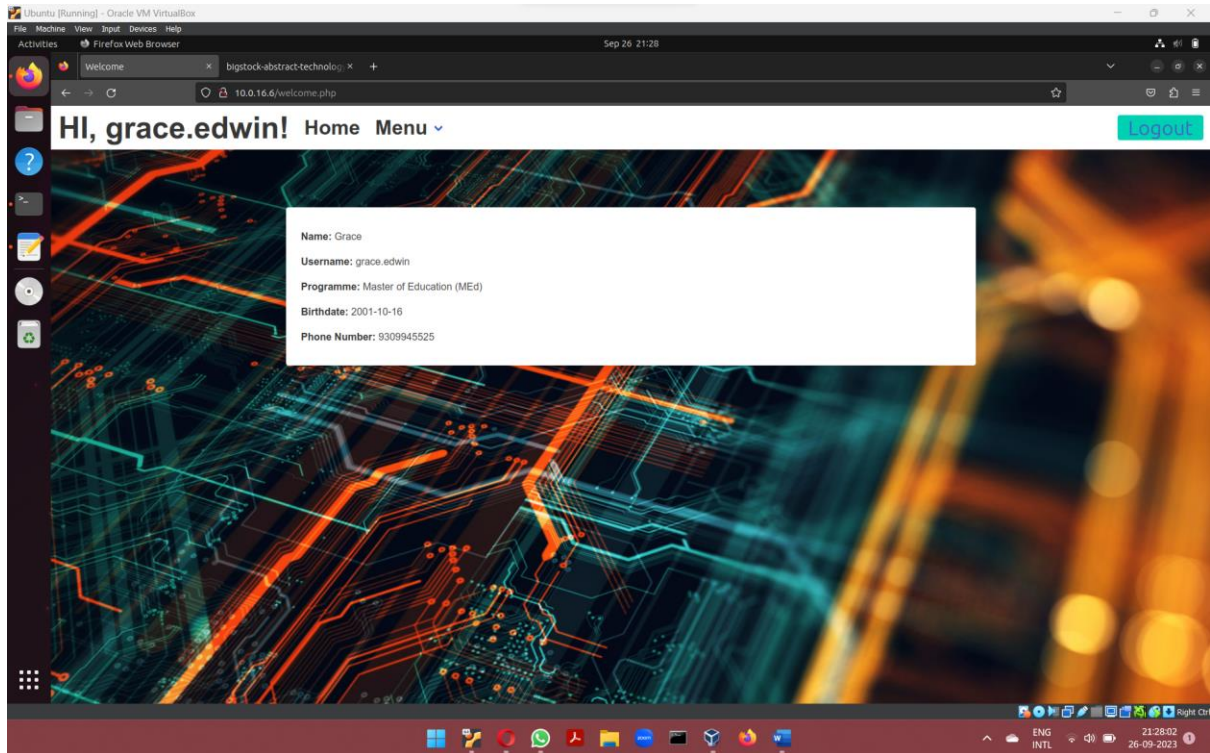 Ubuntu [Running] - Oracle VM VirtualBox
File Machine View Input Devices Help
Activities Firefox Web Browser Sep 26 21:28
Welcome × bigstock-abstract-technolog × +
10.0.16.6/welcome.php
HI, grace.edwin! Home Menu Logout
Name: Grace
Username: grace.edwin
Programme: Master of Education (MEd)
Birthdate: 2001-10-16
Phone Number: 9309945525
Right Ctrl
ENG 21:28:02
INTL 26-09-2023 1
zoom